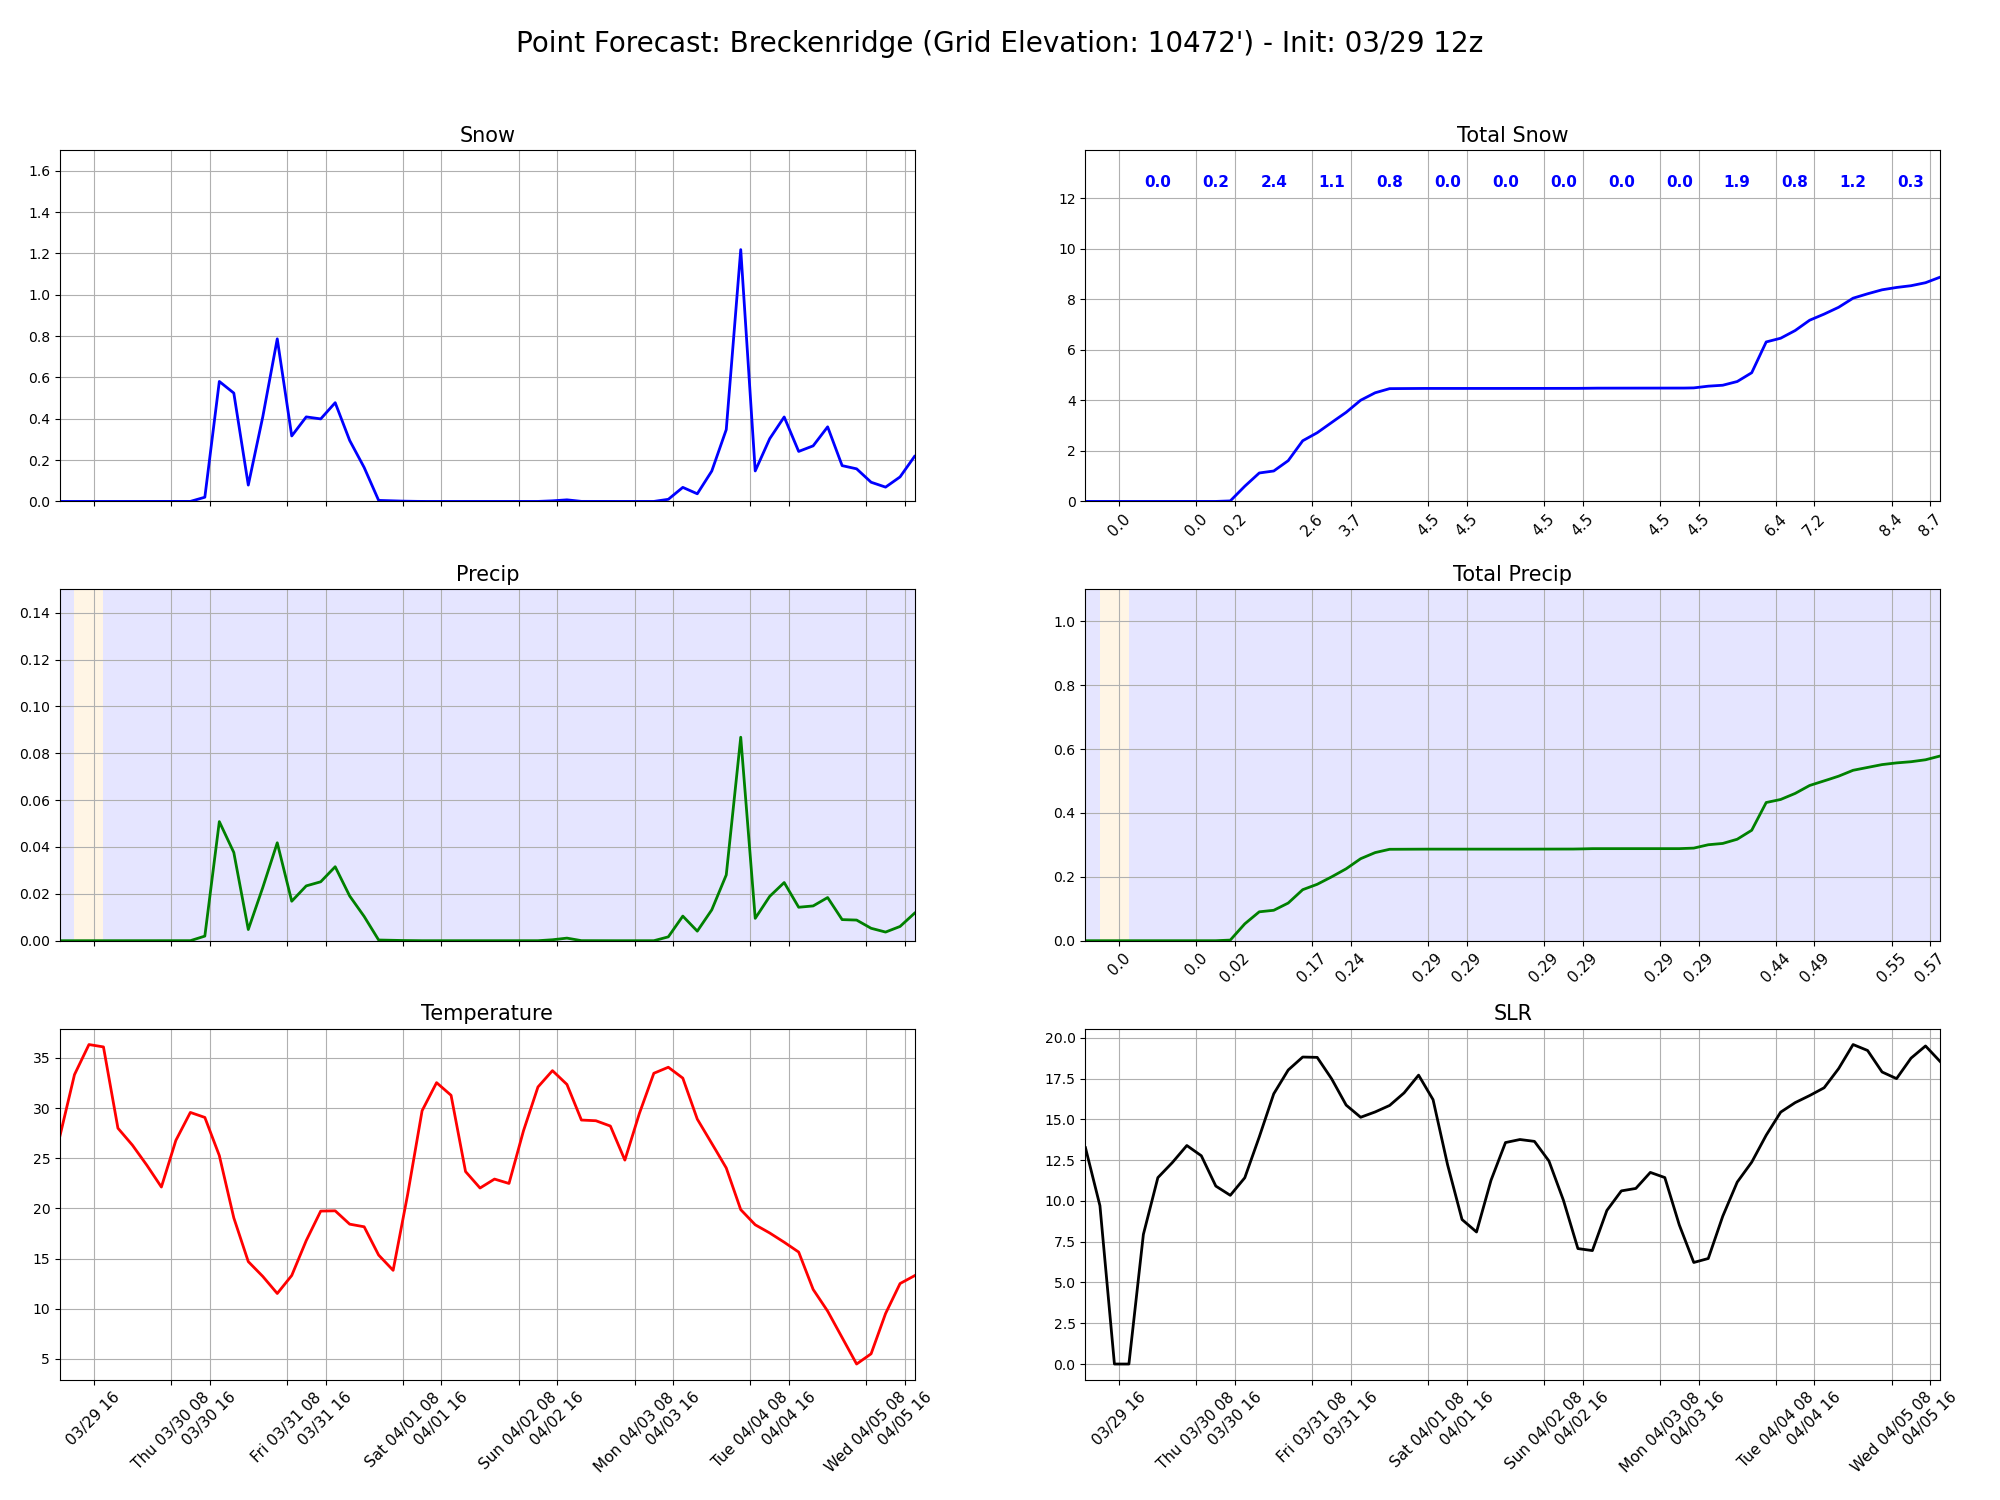 Point Forecast: Breckenridge (Grid Elevation: 10472') - Init: 03/29 12z
Snow
1.6
1.4
1.2
1.0
0.8
0.6
0.4
0.2
0.0
Total Snow
0.0 0.2 2.4 1.1 0.8 0.0 0.0 0.0 0.0 0.0 1.9 0.8 1.2 0.3
12
10
8
6
4
2
0
0.0 0.0 0.2 2.6 3.7 4.5 4.5 4.5 4.5 4.5 4.5 6.4 7.2 8.4 8.7
Precip
0.14
0.12
0.10
0.08
0.06
0.04
0.02
0.00
Total Precip
1.0
0.8
0.6
0.4
0.2
0.0
0.0 0.0 0.02 0.17 0.24 0.29 0.29 0.29 0.29 0.29 0.29 0.44 0.49 0.55 0.57
Temperature
35
30
25
20
15
10
5
03/29 16
Thu 03/30 08
03/30 16
Fri 03/31 08
03/31 16
Sat 04/01 08
04/01 16
Sun 04/02 08
04/02 16
Mon 04/03 08
04/03 16
Tue 04/04 08
04/04 16
Wed 04/05 08
04/05 16
SLR
20.0
17.5
15.0
12.5
10.0
7.5
5.0
2.5
0.0
03/29 16
Thu 03/30 08
03/30 16
Fri 03/31 08
03/31 16
Sat 04/01 08
04/01 16
Sun 04/02 08
04/02 16
Mon 04/03 08
04/03 16
Tue 04/04 08
04/04 16
Wed 04/05 08
04/05 16